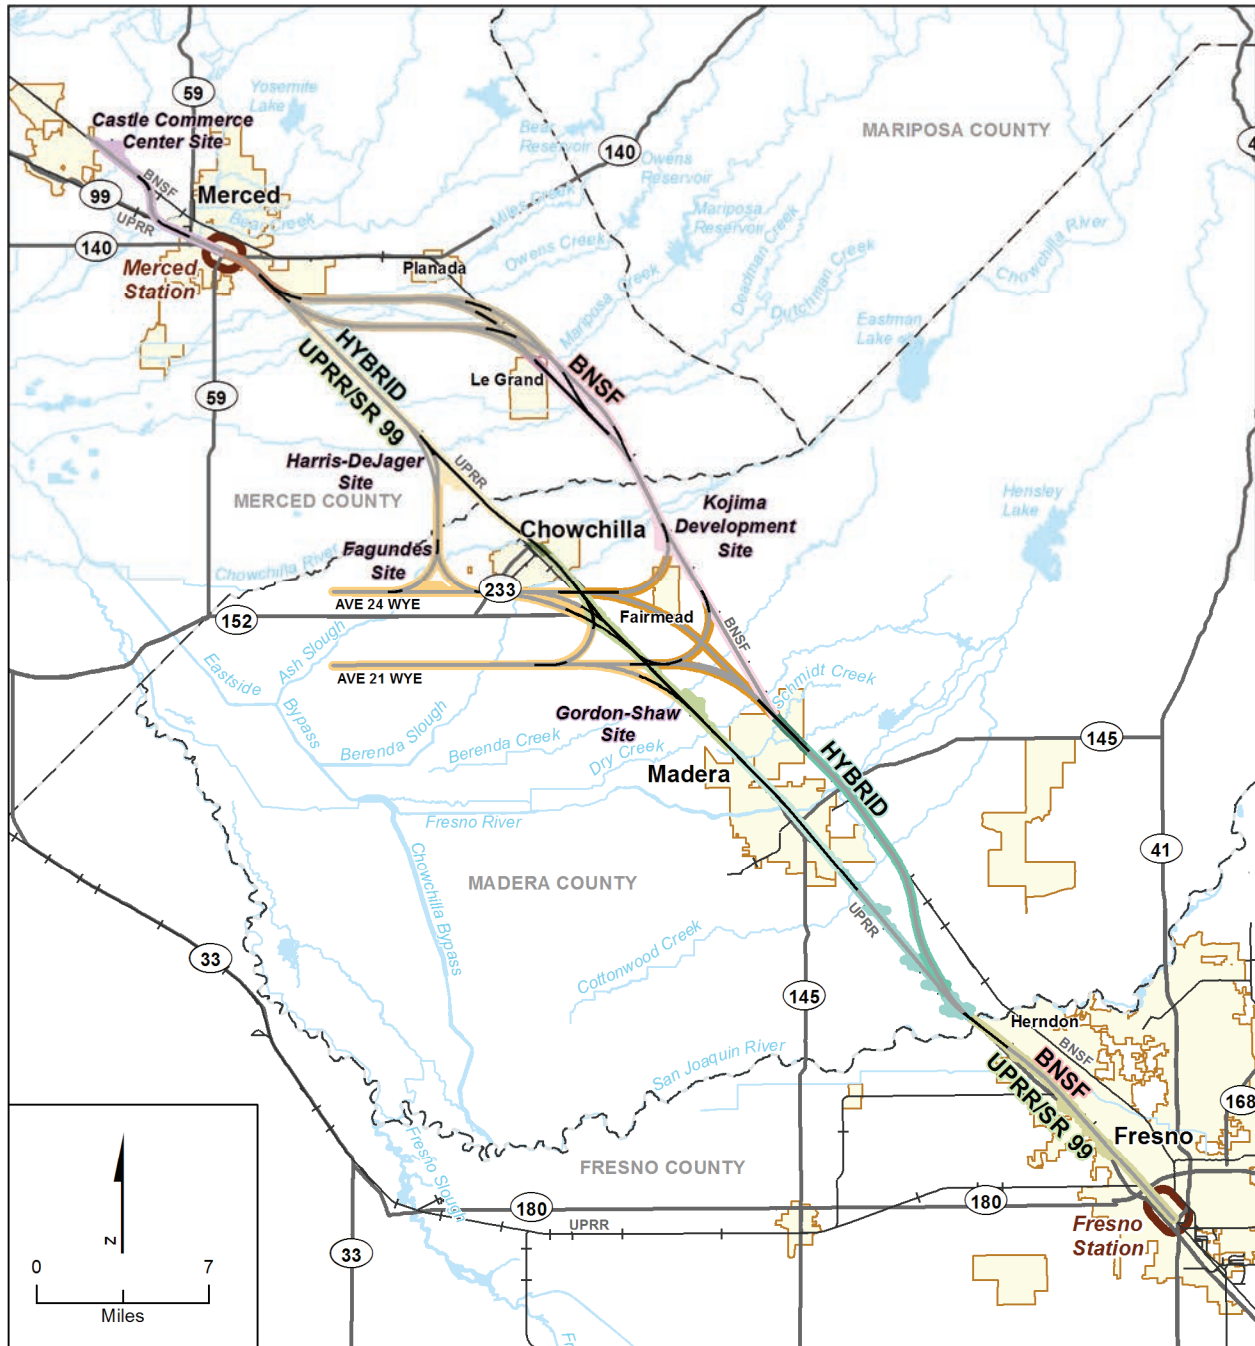 59
Yosemite
Lake
Castle Commerce
Center Site
MARIPOSA COUNTY
Bear
Reservoir
140
Owens
Reservoir
4
BNSF
99
Merced
Miles Creek
Mariposa
Reservoir
UPRR
Bear Creek
Deadman Creek
Chowchilla River
140
Owens Creek
Dutchman Creek
Merced
Station
Planada
Mariposa Creek
Eastman
Lake
HYBRID
UPRR/SR 99
BNSF
Le Grand
59
Harris-DeJager
Site
UPRR
MERCED COUNTY
Hensley
Lake
Kojima
Development
Site
Chowchilla
Fagundes
Site
Chowchilla River
233
AVE 24 WYE
152
Fairmead
BNSF
Ash Slough
Eastside
Bypass
AVE 21 WYE
Schmidt Creek
Gordon-Shaw
Site
Berenda Slough
Berenda Creek
Dry Creek
145
HYBRID
Madera
Fresno River
41
Chowchilla Bypass
MADERA COUNTY
UPRR
33
Cottonwood Creek
145
Herndon
BNSF
San Joaquin River
BNSF
UPRR/SR 99
168
Fresno
Fresno Slough
FRESNO COUNTY
180
180
UPRR
Fresno
Station
33
N
0
7
Miles
Fr